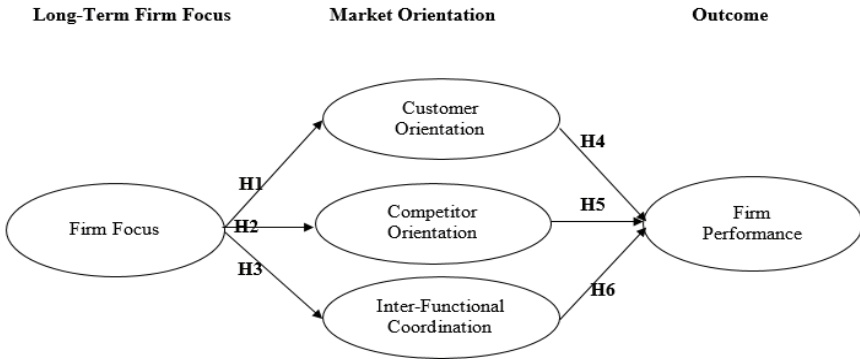 Long-Term Firm Focus
Market Orientation
Outcome
Customer
Orientation
H4
H1
Firm Focus
H2
Competitor
Orientation
H5
Firm
Performance
H3
Inter-Functional
Coordination
H6